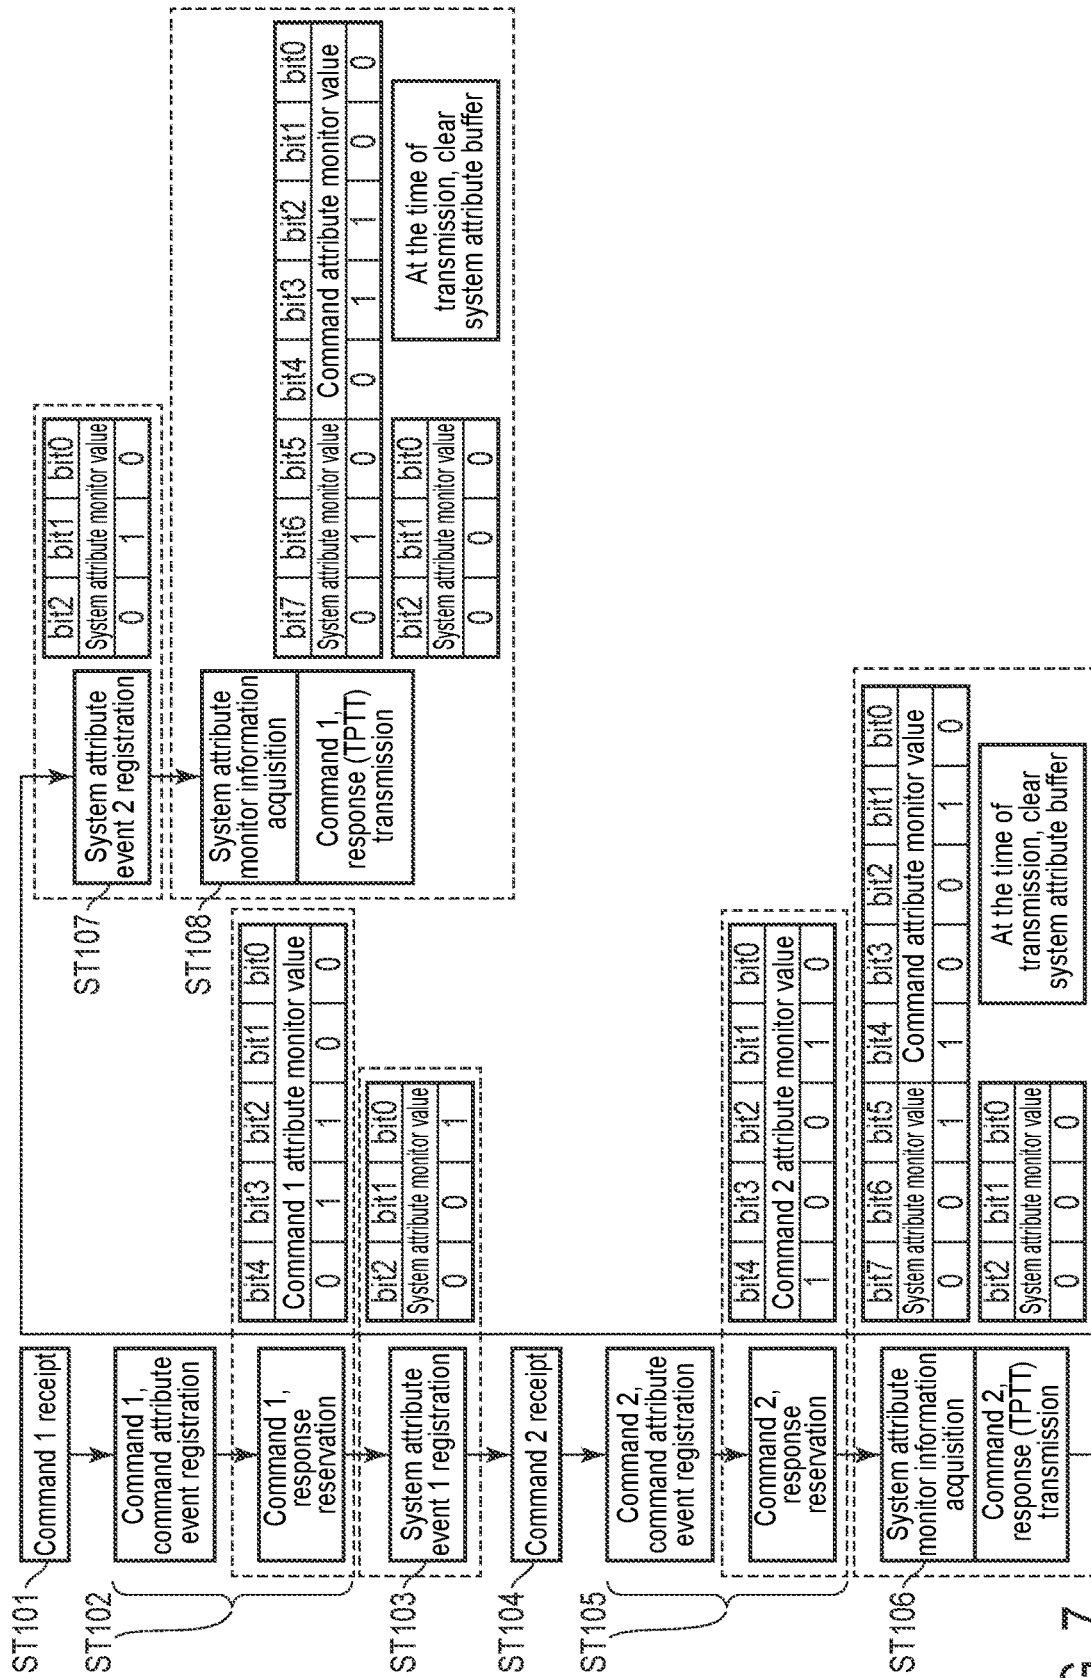 ST101
Command 1 receipt
ST102
Command 1,
command attribute
event registration
Command 1,
response
reservation
bit4 bit3 bit2 bit1 bit0
Command 1 attribute monitor value
0 1 1 0 0
ST103
System attribute
event 1 registration
bit2 bit1 bit0
System attribute monitor value
0 0 1
ST104
Command 2 receipt
ST105
Command 2,
command attribute
event registration
Command 2,
response
reservation
bit4 bit3 bit2 bit1 bit0
Command 2 attribute monitor value
1 0 0 1 0
ST106
System attribute
monitor information
acquisition
Command 2,
response (TPTT)
transmission
bit7 bit6 bit5 bit4 bit3 bit2 bit1 bit0
System attribute monitor value Command attribute monitor value
0 0 1 1 0 0 1 0
bit2 bit1 bit0
System attribute monitor value
0 0 0
At the time of
transmission, clear
system attribute buffer
ST107
System attribute
event 2 registration
bit2 bit1 bit0
System attribute monitor value
0 1 0
ST108
System attribute
monitor information
acquisition
Command 1,
response (TPTT)
transmission
bit7 bit6 bit5 bit4 bit3 bit2 bit1 bit0
System attribute monitor value Command attribute monitor value
0 1 0 0 1 1 0 0
bit2 bit1 bit0
System attribute monitor value
0 0 0
At the time of
transmission, clear
system attribute buffer